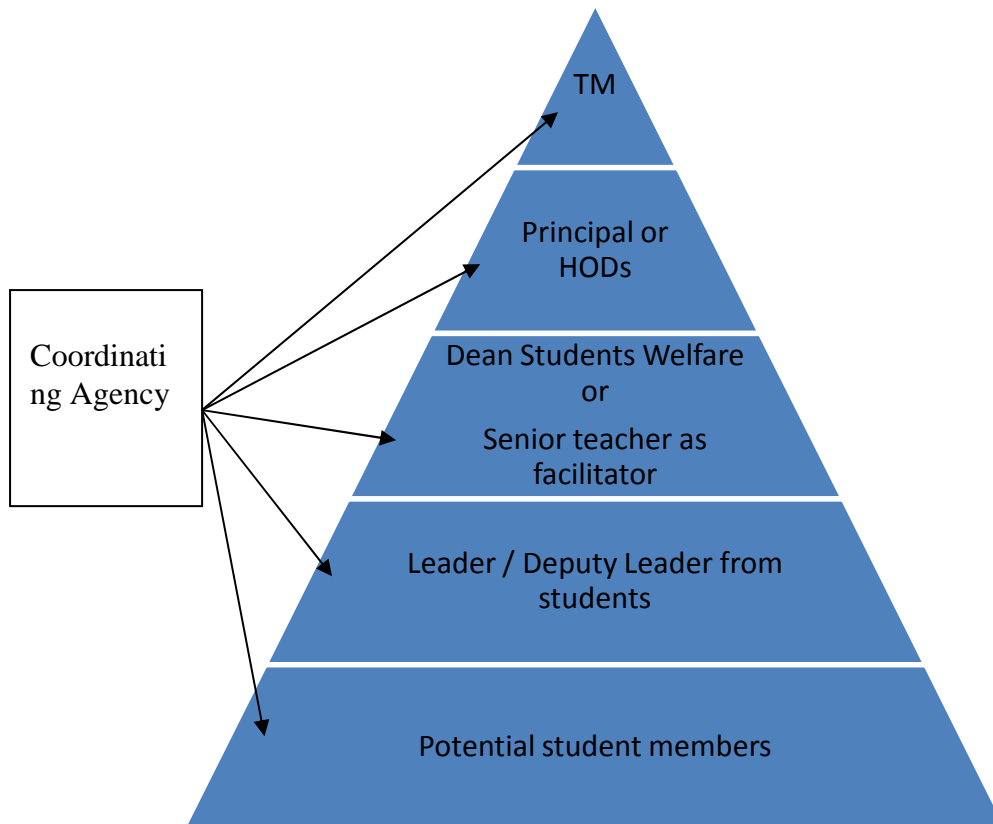 TM
Principal or
HODs
Coordinati
ng Agency
Dean Students Welfare
or
Senior teacher as
facilitator
Leader / Deputy Leader from
students
Potential student members